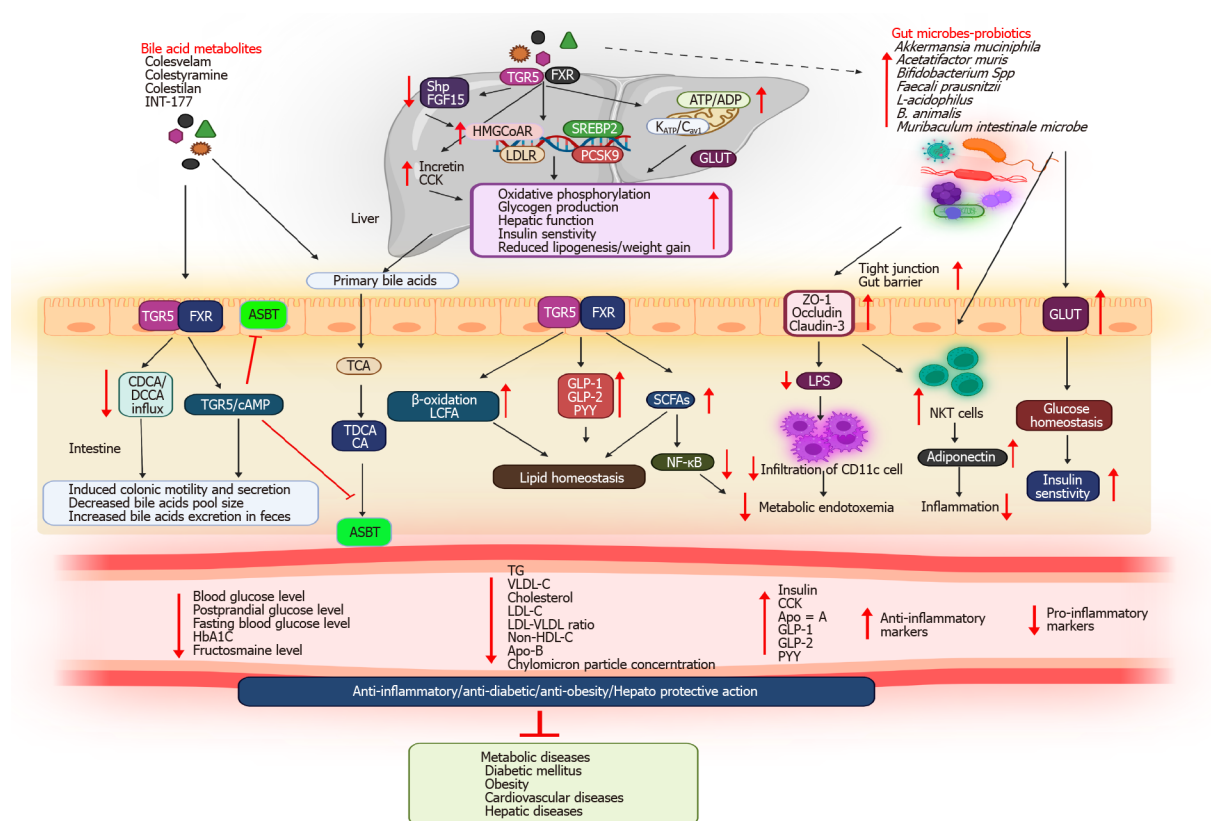 Bile acid metabolites
Colesvelam
Colestyramine
Colestilan
INT-177
TGR5
FXR
Shp
FGF15
HMGCoAR
LDLR
SREBP2
PCSK9
ATP/ADP
KATP/Cav1
GLUT
Incretin
CCK
Oxidative phosphorylation
Glycogen production
Hepatic function
Insulin senstivity
Reduced lipogenesis/weight gain
Liver
Gut microbes-probiotics
Akkermansia muciniphila
Acetatifactor muris
Bifidobacterium Spp
Faecali prausnitzii
L-acidophilus
B. animalis
Muribaculum intestinale microbe
Primary bile acids
Tight junction
Gut barrier
TGR5
FXR
ASBT
TGR5
FXR
ZO-1
Occludin
Claudin-3
GLUT
CDCA/
DCCA
influx
TGR5/cAMP
TCA
TDCA
CA
β-oxidation
LCFA
GLP-1
GLP-2
PYY
SCFAs
LPS
NKT cells
Glucose
homeostasis
Intestine
Lipid homeostasis
NF-κB
Infiltration of CD11c cell
Adiponectin
Insulin
senstivity
Induced colonic motility and secretion
Decreased bile acids pool size
Increased bile acids excretion in feces
Metabolic endotoxemia
Inflammation
ASBT
Blood glucose level
Postprandial glucose level
Fasting blood glucose level
HbA1C
Fructosmaine level
TG
VLDL-C
Cholesterol
LDL-C
LDL-VLDL ratio
Non-HDL-C
Apo-B
Chylomicron particle concerntration
Insulin
CCK
Apo = A
GLP-1
GLP-2
PYY
Anti-inflammatory
markers
Pro-inflammatory
markers
Anti-inflammatory/anti-diabetic/anti-obesity/Hepato protective action
Metabolic diseases
Diabetic mellitus
Obesity
Cardiovascular diseases
Hepatic diseases